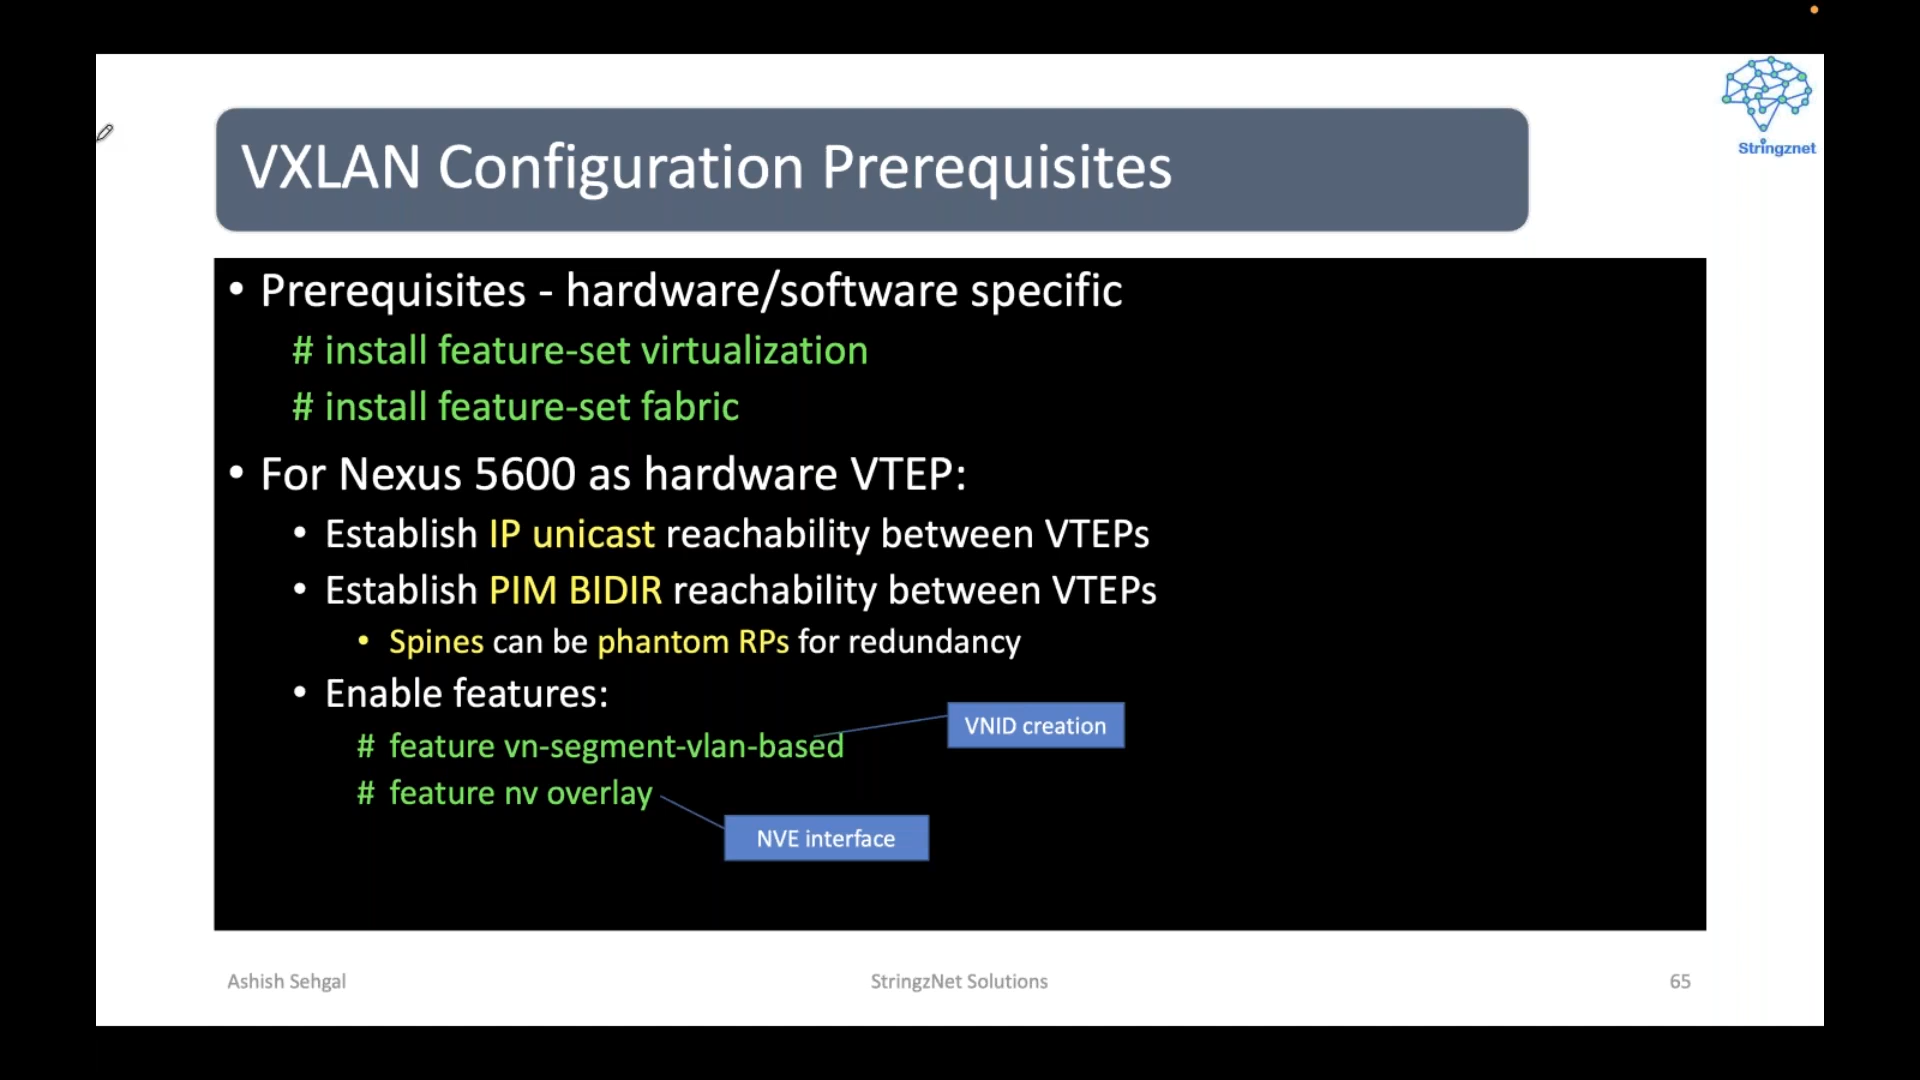 Stringznet
VXLAN Configuration Prerequisites
• Prerequisites - hardware/software specific
# install feature-set virtualization
# install feature-set fabric
• For Nexus 5600 as hardware VTEP:
• Establish IP unicast reachability between VTEPs
• Establish PIM BIDIR reachability between VTEPs
• Spines can be phantom RPs for redundancy
• Enable features:
VNID creation
# feature vn-segment-vlan-based
# feature nv overlay
NVE interface
Ashish Sehgal
StringzNet Solutions
65